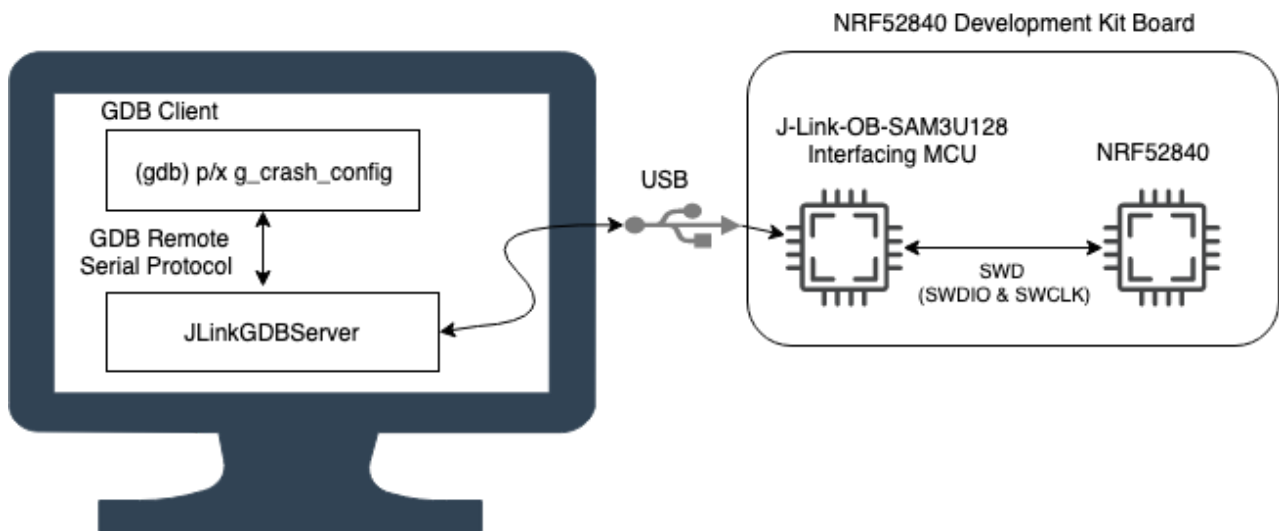 NRF52840 Development Kit Board
GDB Client
(gdb) p/x g_crash_config
GDB Remote
Serial Protocol
JLinkGDBServer
USB
J-Link-OB-SAM3U128
Interfacing MCU
NRF52840
SWD
(SWDIO & SWCLK)